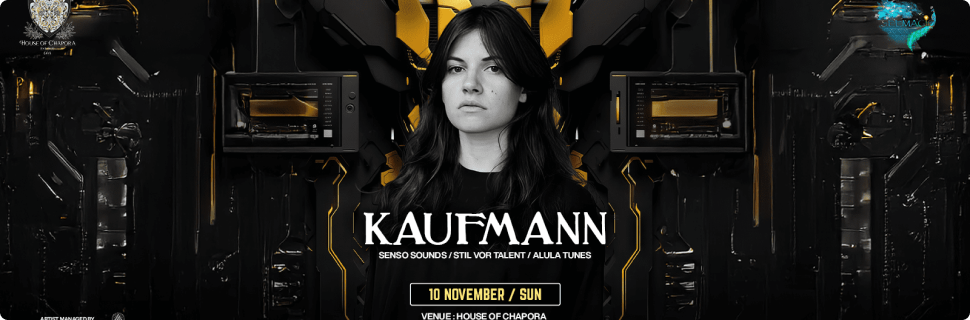 HOUSE OF CHAPORA
KAUFMANN
SENSO SOUNDS / STIL VOR TALENT / ALULA TUNES
10 NOVEMBER / SUN
VENUE : HOUSE OF CHAPORA
ARTIST MANAGED BY